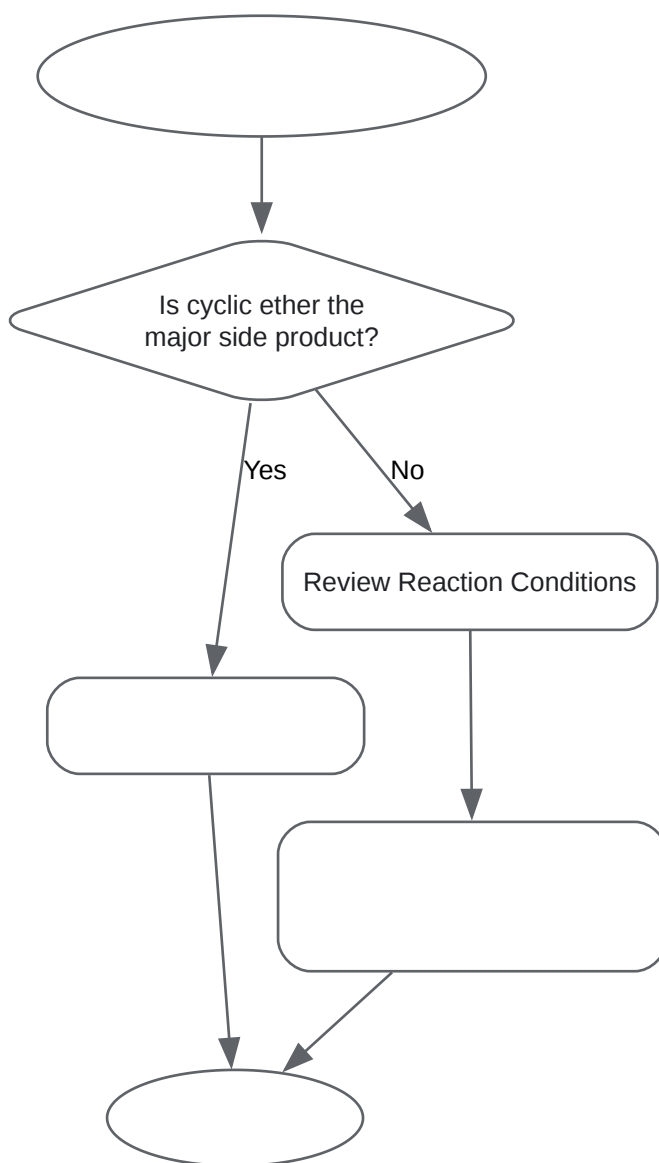 Is cyclic ether the
major side product?
Yes
No
Review Reaction Conditions